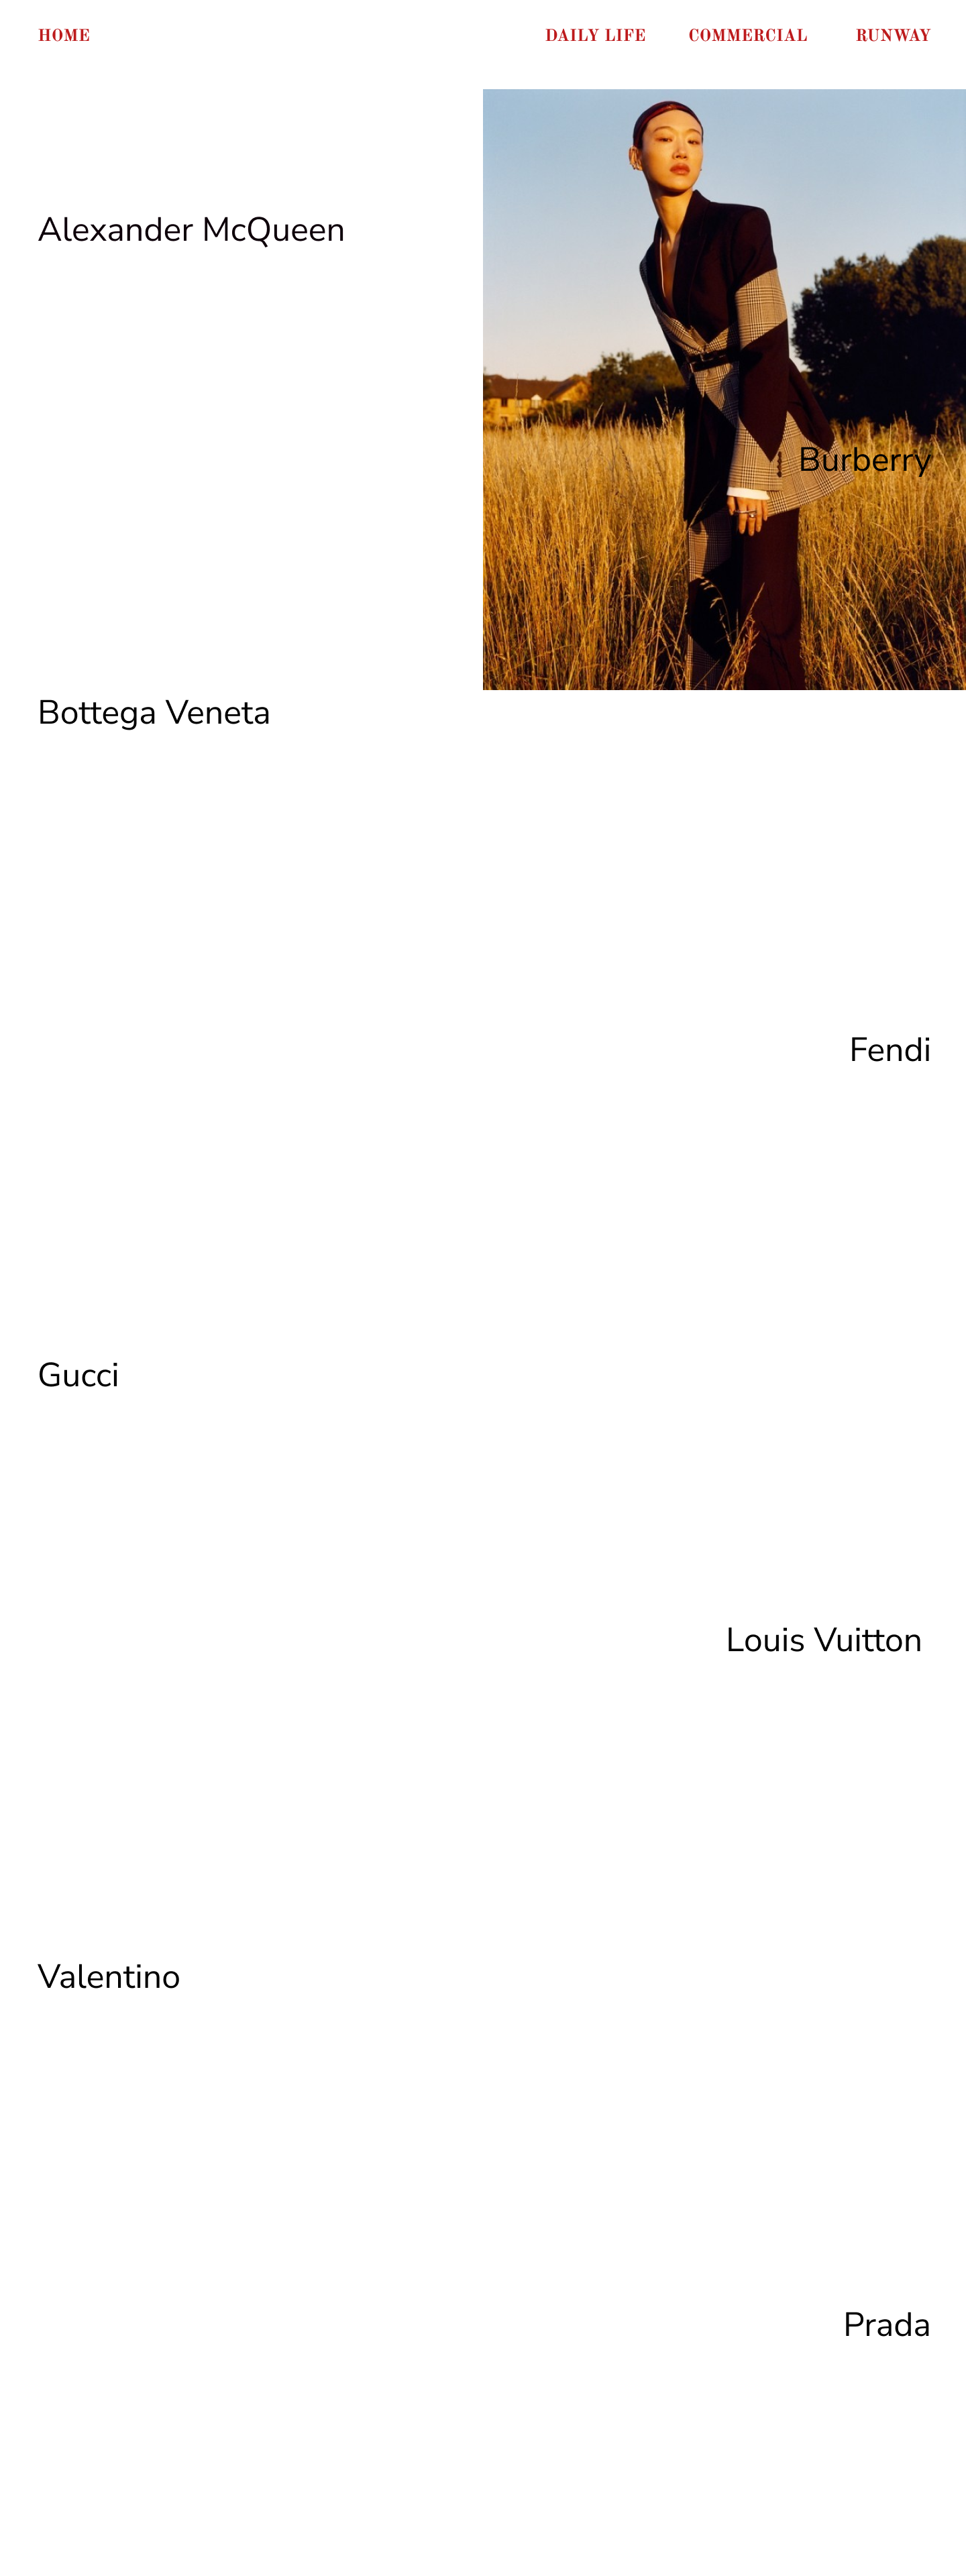 HOME
DAILY LIFE
COMMERCIAL
RUNWAY
Alexander McQueen
Burberry
Bottega Veneta
Fendi
Gucci
Louis Vuitton
Valentino
Prada